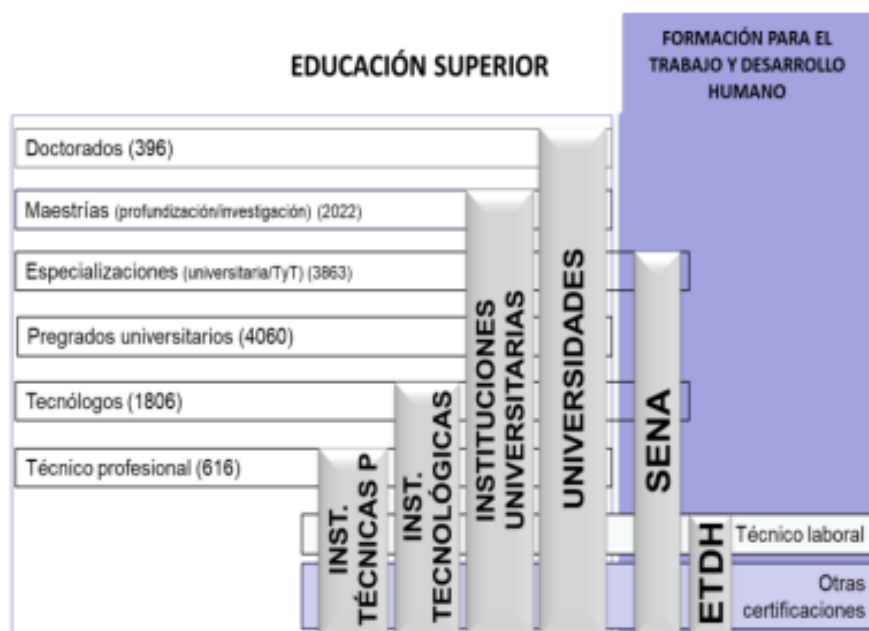 EDUCACIÓN SUPERIOR
FORMACIÓN PARA EL
TRABAJO Y DESARROLLO
HUMANO
Doctorados (396)
Maestrías (profundización/investigación) (2022)
Especializaciones (universitaria/TyT) (3863)
Pregrados universitarios (4060)
Tecnólogos (1806)
Técnico profesional (616)
INST.
TÉCNICAS P
INST.
TECNOLÓGICAS
INSTITUCIONES
UNIVERSITARIAS
UNIVERSIDADES
SENA
ETDH
Técnico laboral
Otras
certificaciones